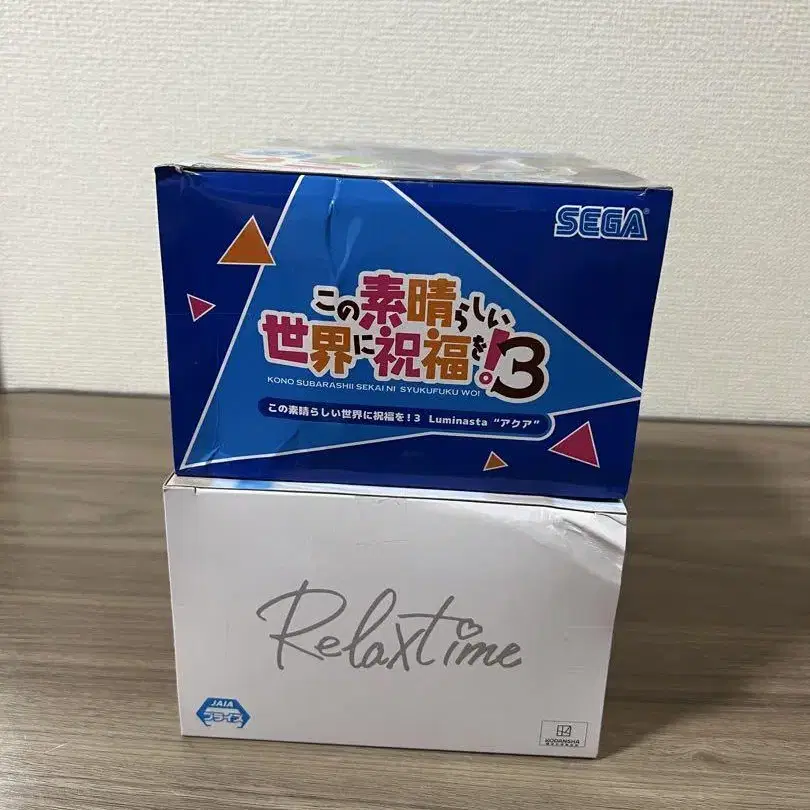 SEGA
この素晴らしい
世界に祝福を!3
KONO SUBARASHII SEKAI NI SYUKUFUKU WO!
この素晴らしい世界に祝福を!3 Luminasta “アクア”
Relaxtime
JAIA
プライズ
KODANSHA